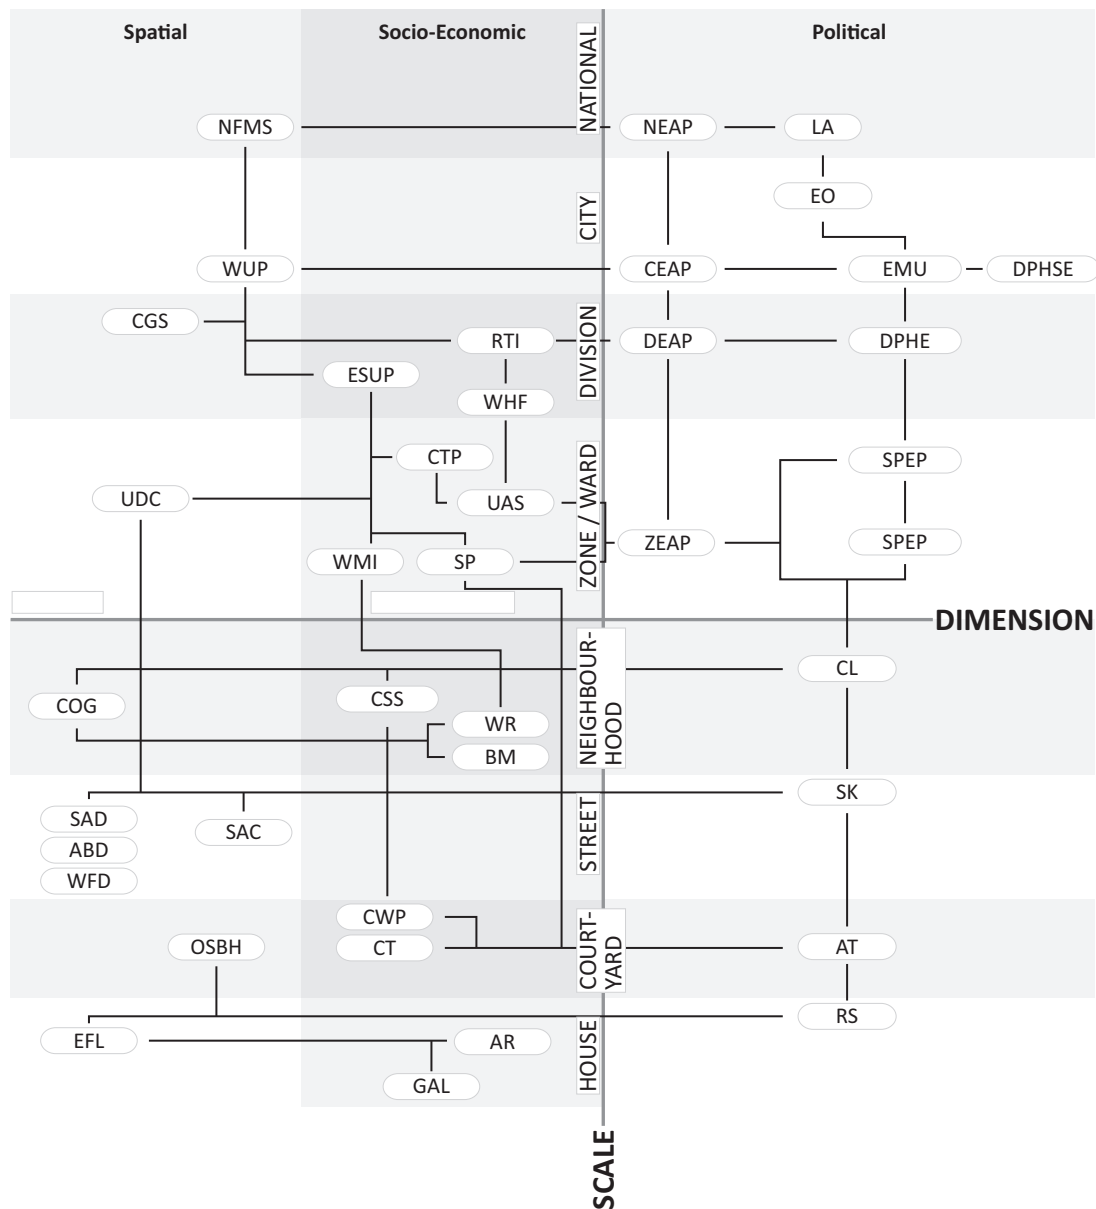 Spatial
Socio-Economic
Political
NATIONAL
NFMS
NEAP
LA
CITY
EO
WUP
CEAP
EMU
DPHSE
DIVISION
CGS
RTI
DEAP
DPHE
ESUP
WHF
ZONE / WARD
CTP
SPEP
UDC
UAS
ZEAP
SPEP
WMI
SP
DIMENSION
NEIGHBOUR-
HOOD
CL
COG
CSS
WR
BM
STREET
SK
SAD
SAC
ABD
WFD
COURT-
YARD
CWP
OSBH
CT
AT
HOUSE
RS
EFL
AR
GAL
SCALE